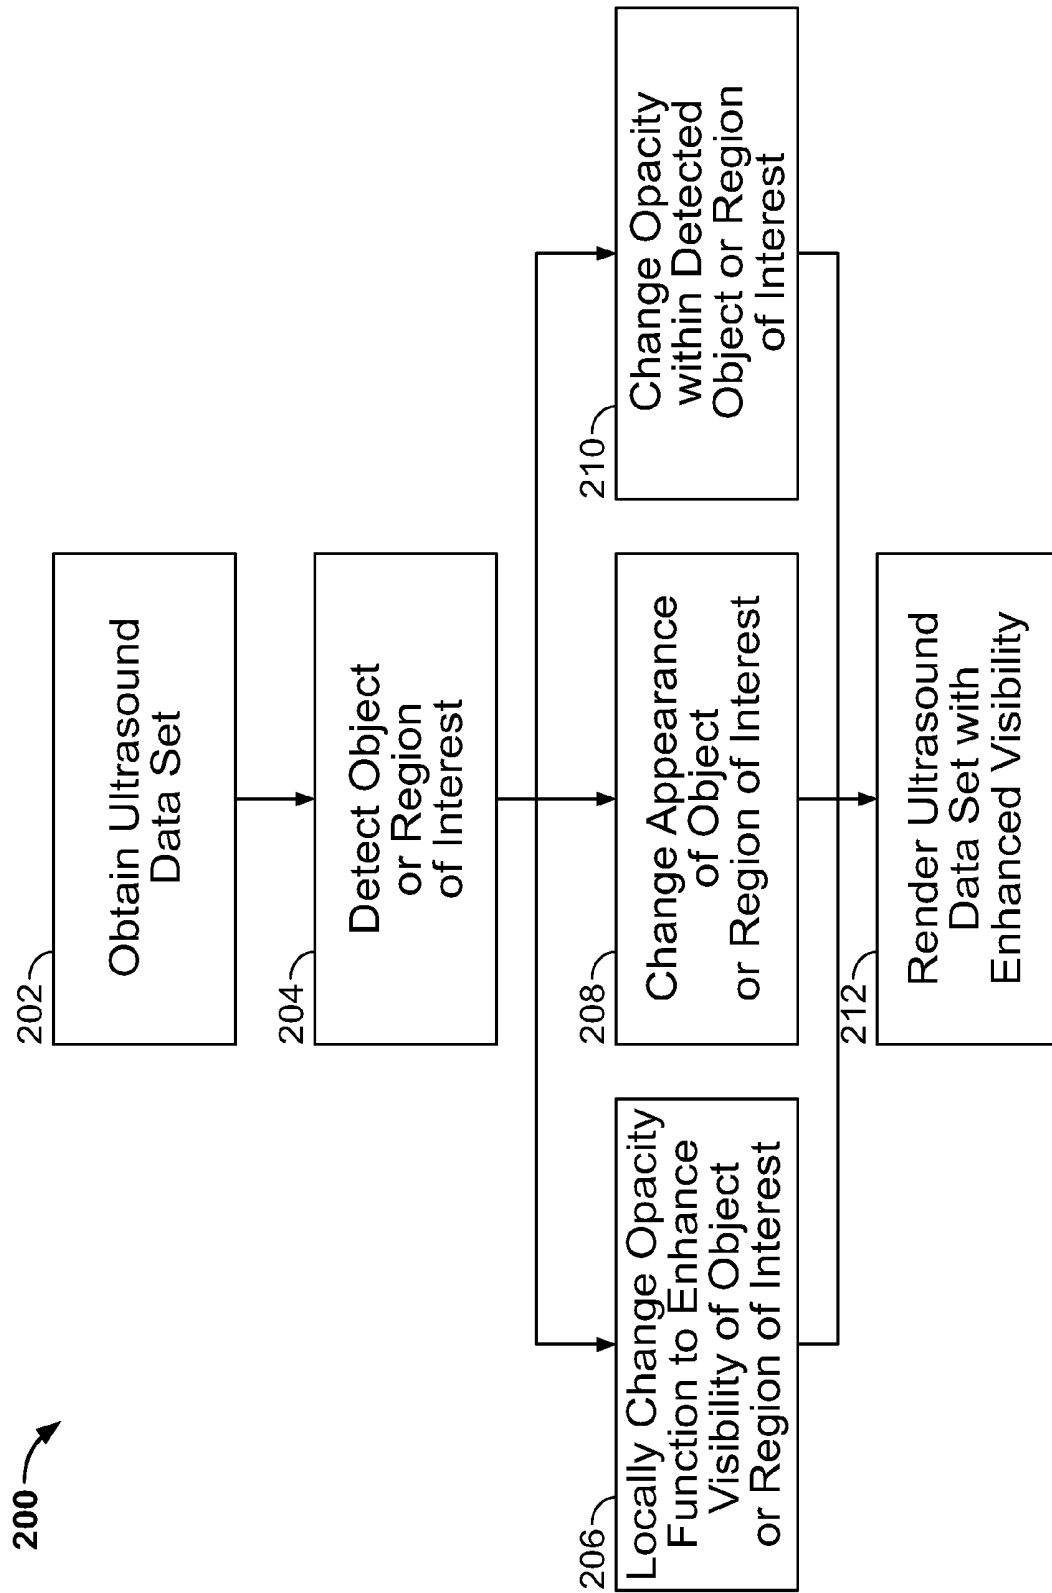 200
202
Obtain Ultrasound
Data Set
204
Detect Object
or Region
of Interest
206
Locally Change Opacity
Function to Enhance
Visibility of Object
or Region of Interest
208
Change Appearance
of Object
or Region of Interest
210
Change Opacity
within Detected
Object or Region
of Interest
212
Render Ultrasound
Data Set with
Enhanced Visibility